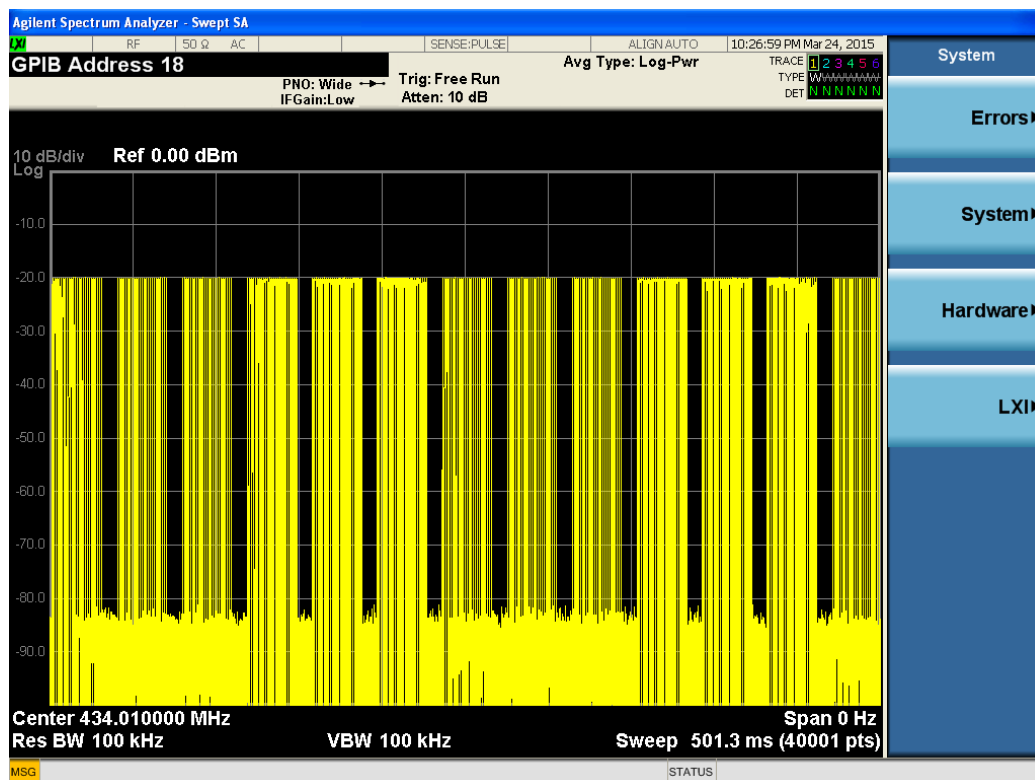 Agilent Spectrum Analyzer - Swept SA
LXI RF 50 Ω AC SENSE:PULSE ALIGN AUTO 10:26:59 PM Mar 24, 2015
System
GPIB Address 18
Avg Type: Log-Pwr
TRACE 1 2 3 4 5 6
TYPE
DET N N N N N N
PNO: Wide
IFGain:Low
Trig: Free Run
Atten: 10 dB
Errors
System
Hardware
LXI
10 dB/div Ref 0.00 dBm
Log
-10.0
-20.0
-30.0
-40.0
-50.0
-60.0
-70.0
-80.0
-90.0
Center 434.010000 MHz Span 0 Hz
Res BW 100 kHz VBW 100 kHz Sweep 501.3 ms (40001 pts)
MSG STATUS